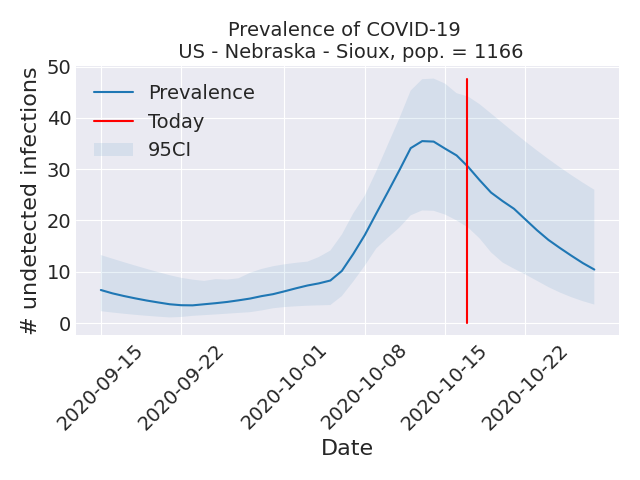 Prevalence of COVID-19
US - Nebraska - Sioux, pop. = 1166
# undetected infections
50
40
30
20
10
0
Prevalence
Today
95CI
2020-09-15
2020-09-22
2020-10-01
2020-10-08
2020-10-15
2020-10-22
Date